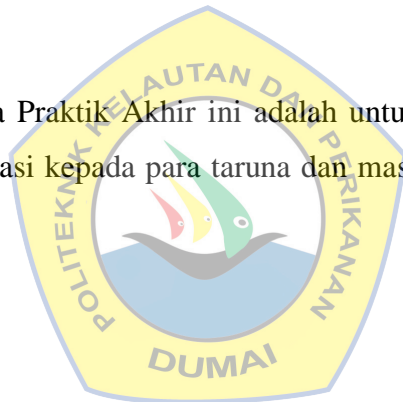 a Praktik Akhir ini adalah untu
asi kepada para taruna dan mas
POLITEKNIK KELAUTAN DAN PERIKANAN
DUMAI